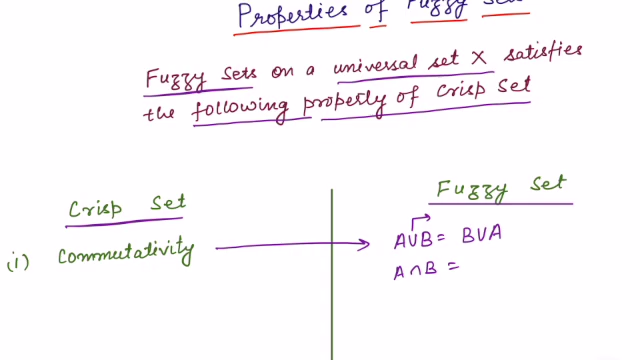 Properties of Fuzzy Sets
Fuzzy Sets on a universal set X satisfies
the following property of Crisp Set
Crisp Set
Fuzzy Set
(i) Commutativity
A∪B = B∪A
A∩B =